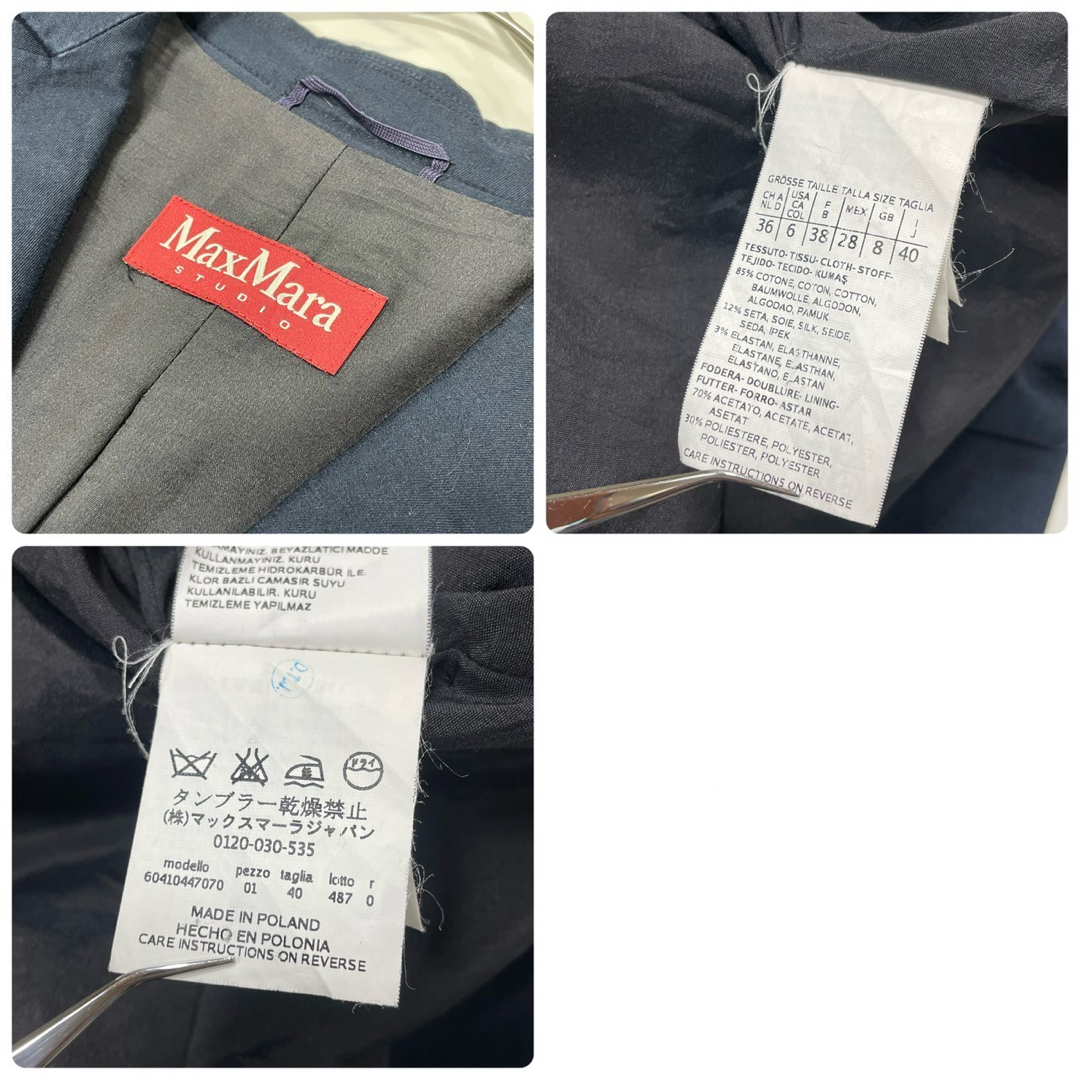 MaxMara
STUDIO
GRÖSSE TAILLE TALLA SIZE TAGLIA
CH A NL D
USA CA COL
F B
MEX
GB
I J
36 6 38 28 8 40
TESSUTO-TISSU-CLOTH-STOFF-
TEJIDO-TECIDO-KUMAŞ
85% COTONE, COTON, COTTON,
BAUMWOLLE, ALGODON,
ALGODAO, PAMUK
12% SETA, SOIE, SILK, SEIDE,
SEDA, IPEK
3% ELASTAN, ELASTHANNE,
ELASTANE, ELASTHAN,
ELASTANO, ELASTAN
FODERA-DOUBLURE-LINING-
FUTTER-FORRO-ASTAR
70% ACETATO, ACETATE, ACETAT,
ASETAT
30% POLIESTERE, POLYESTER,
POLIESTER, POLYESTER
CARE INSTRUCTIONS ON REVERSE
BEYAZLATICI MADDE
KULLANMAYINIZ. KURU
TEMIZLEME HIDROKARBÜR ILE.
KLOR BAZLI CAMASIR SUYU
KULLANILABILIR. KURU
TEMIZLEME YAPILMAZ
D.T.J.
ドライ
タンブラー乾燥禁止
(株)マックスマーラジャパン
0120-030-535
modello pezzo taglia lotto r
60410447070 01 40 487 0
MADE IN POLAND
HECHO EN POLONIA
CARE INSTRUCTIONS ON REVERSE